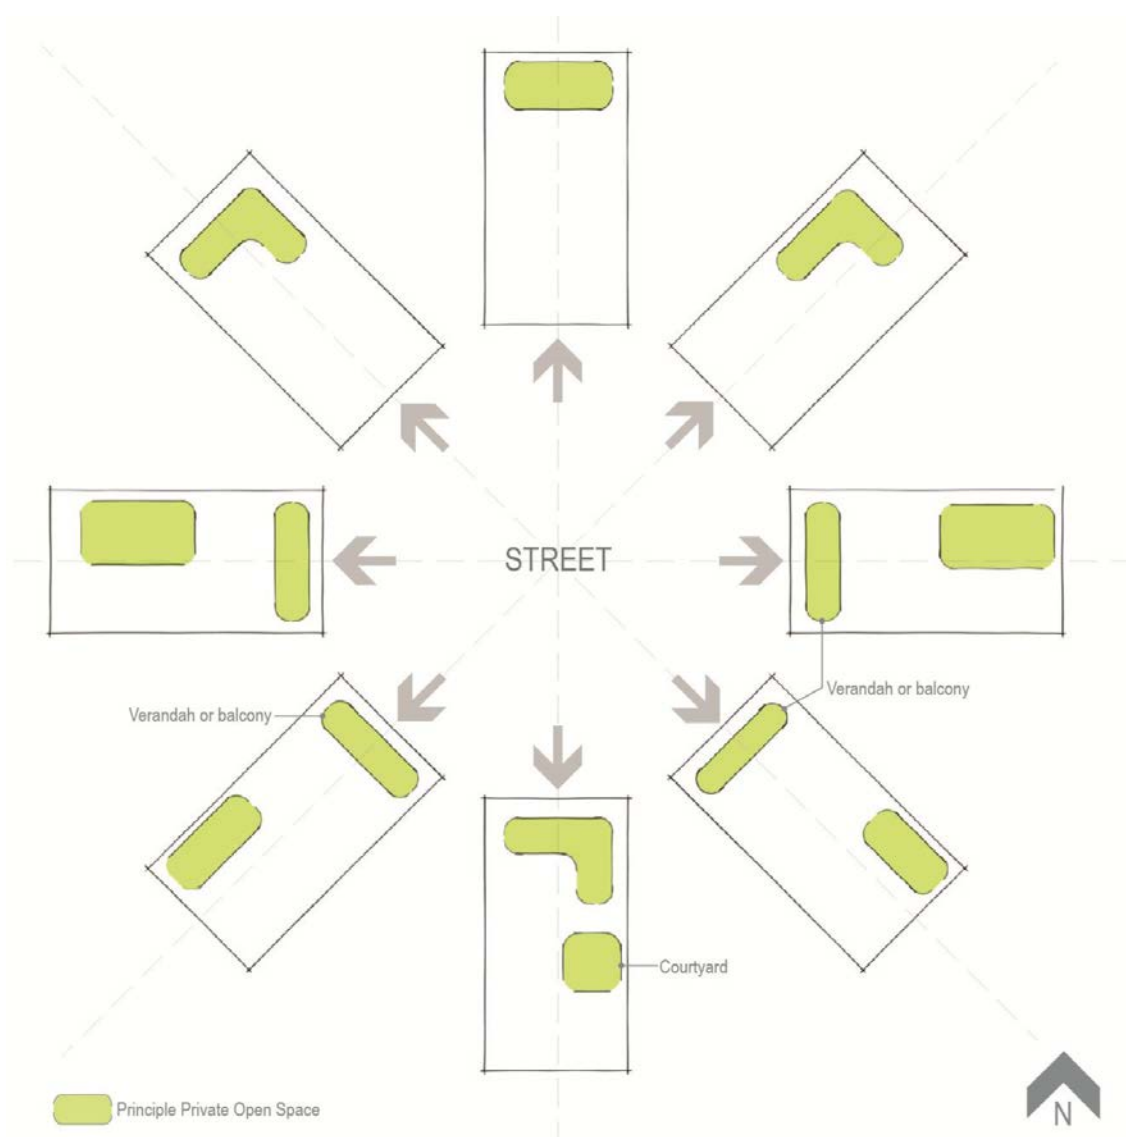 STREET
Verandah or balcony
Verandah or balcony
Courtyard
Principle Private Open Space
N